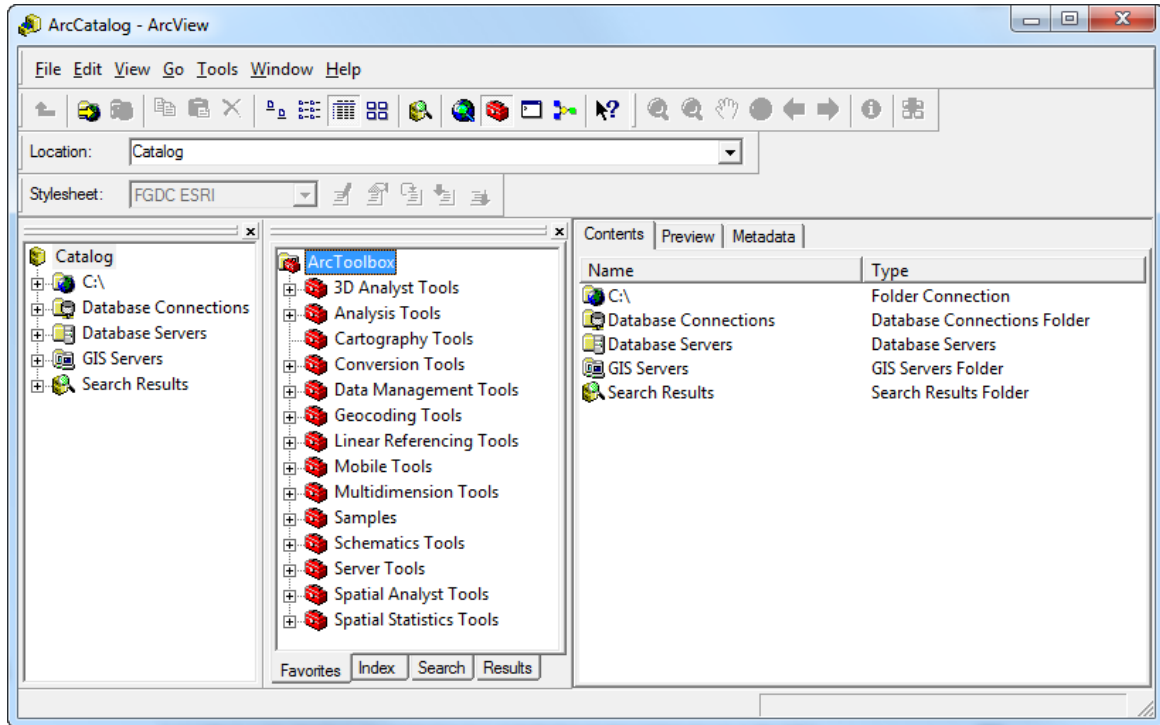 ArcCatalog - ArcView
File Edit View Go Tools Window Help
Location: Catalog
Stylesheet: FGDC ESRI
Catalog
C:\
Database Connections
Database Servers
GIS Servers
Search Results
ArcToolbox
3D Analyst Tools
Analysis Tools
Cartography Tools
Conversion Tools
Data Management Tools
Geocoding Tools
Linear Referencing Tools
Mobile Tools
Multidimension Tools
Samples
Schematics Tools
Server Tools
Spatial Analyst Tools
Spatial Statistics Tools
Favorites Index Search Results
Contents Preview Metadata
Name Type
C:\ Folder Connection
Database Connections Database Connections Folder
Database Servers Database Servers
GIS Servers GIS Servers Folder
Search Results Search Results Folder